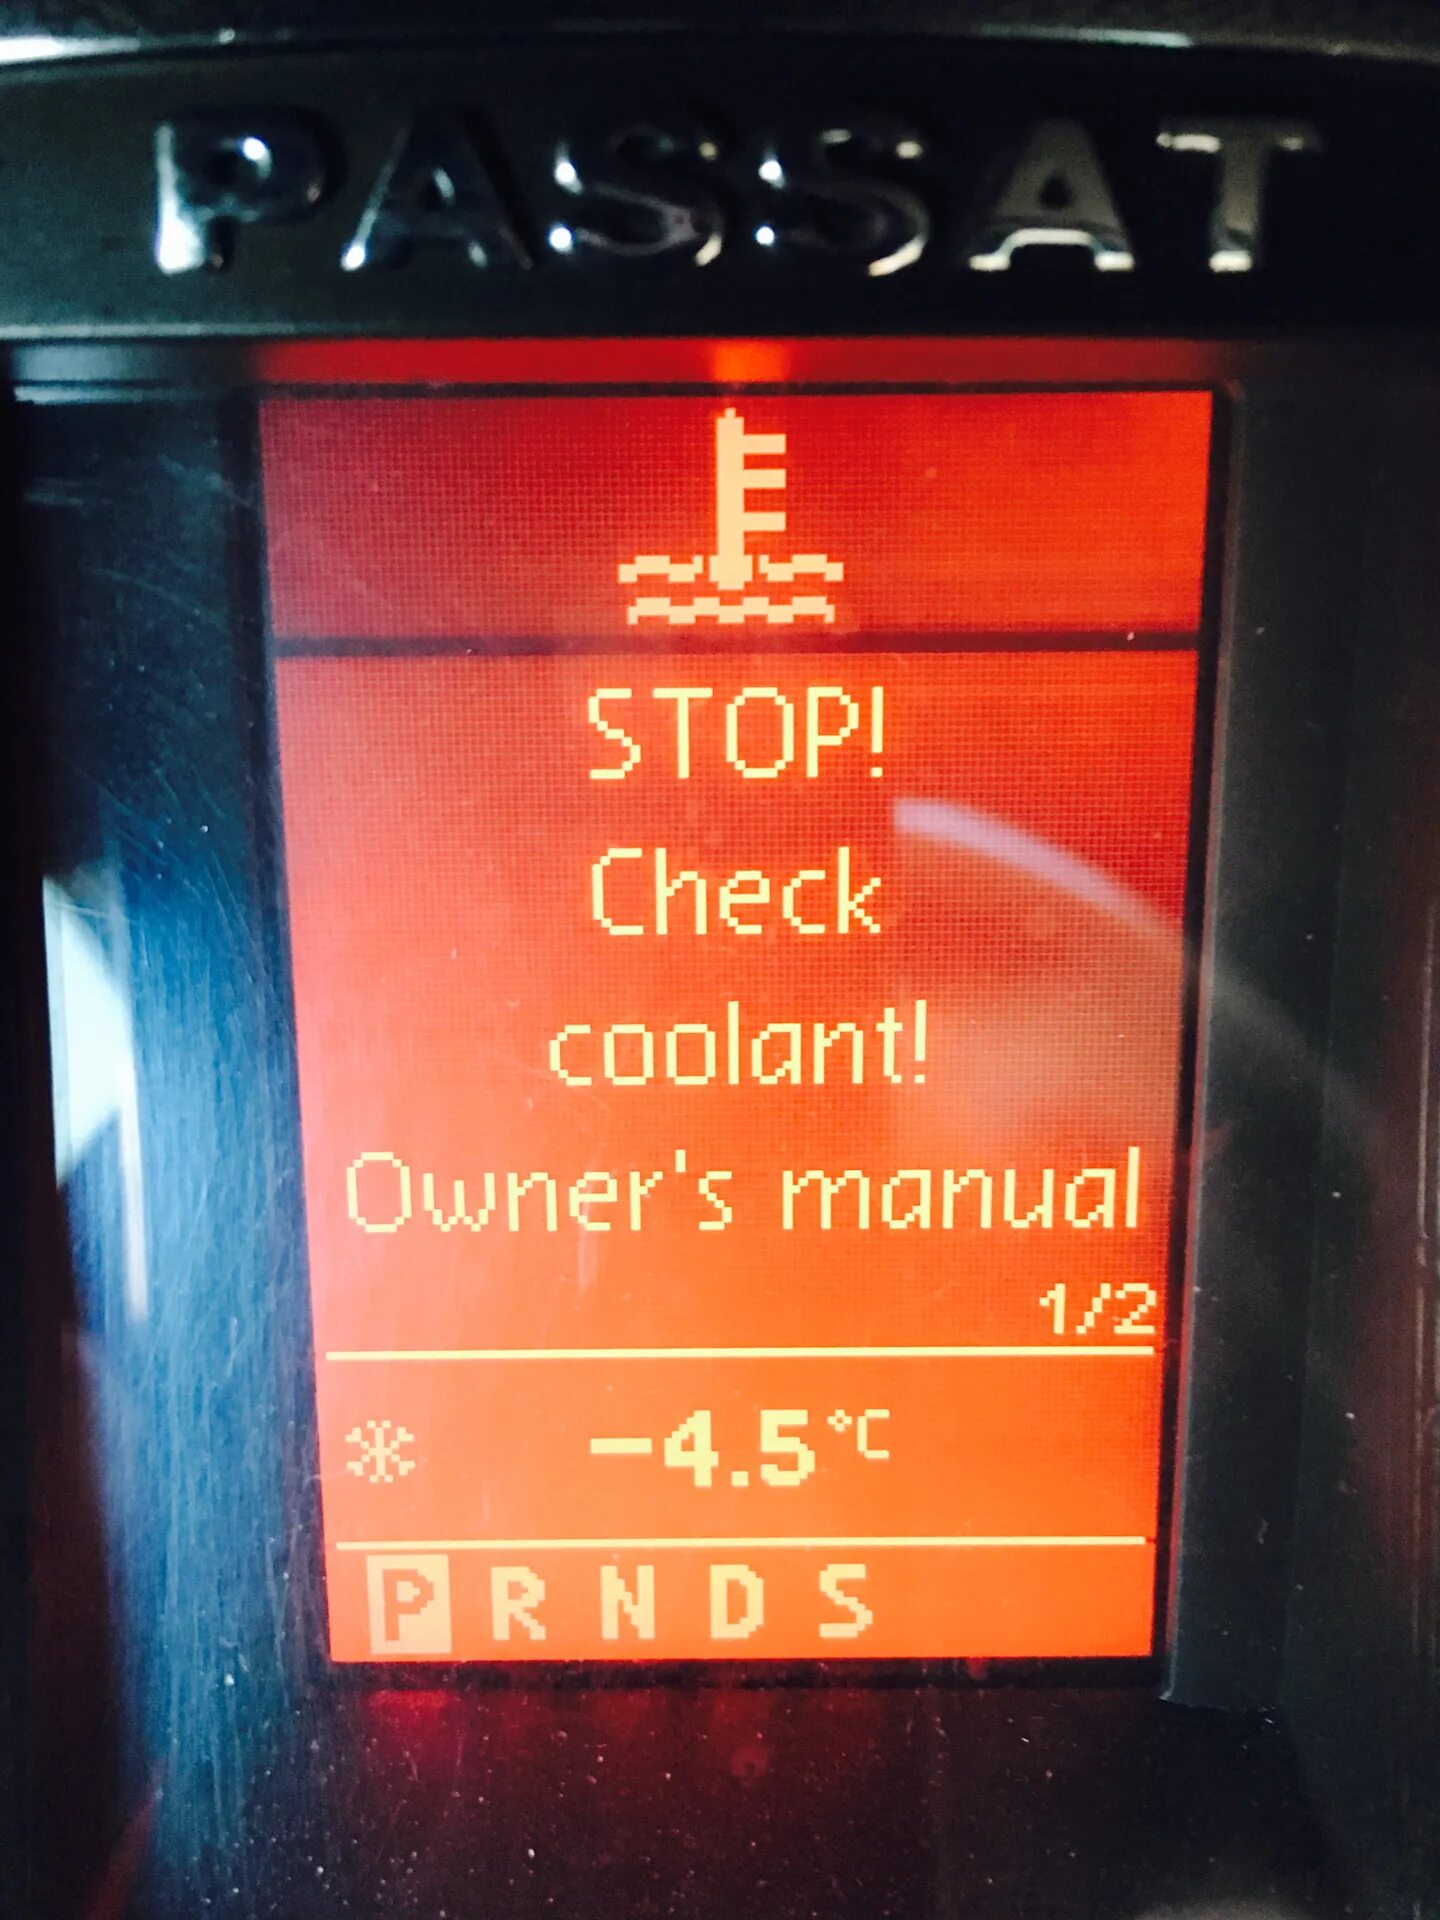 PASSAT
STOP!
Check
coolant!
Owner's manual
1/2
-4.5°C
P R N D S